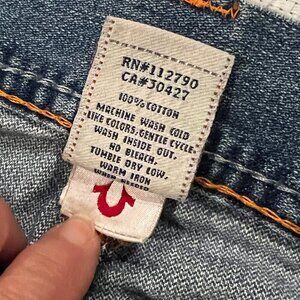 RN#112790
CA#30427
100% COTTON
MACHINE WASH COLD
LIKE COLORS. GENTLE CYCLE.
WASH INSIDE OUT.
NO BLEACH.
TUMBLE DRY LOW.
WARM IRON